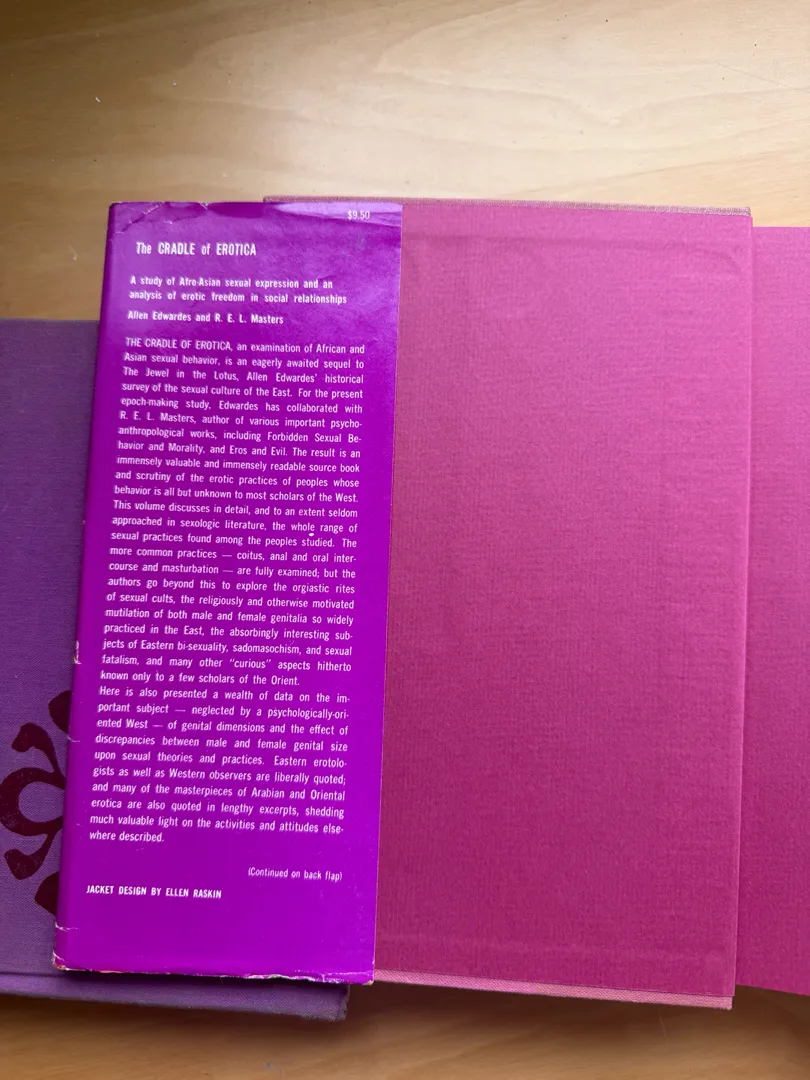 $9.50
The CRADLE of EROTICA
A study of Afro-Asian sexual expression and an
analysis of erotic freedom in social relationships
Allen Edwardes and R. E. L. Masters
THE CRADLE OF EROTICA, an examination of African and
Asian sexual behavior, is an eagerly awaited sequel to
The Jewel in the Lotus, Allen Edwardes' historical
survey of the sexual culture of the East. For the present
epoch-making study, Edwardes has collaborated with
R. E. L. Masters, author of various important psycho-
anthropological works, including Forbidden Sexual Be-
havior and Morality, and Eros and Evil. The result is an
immensely valuable and immensely readable source book
and scrutiny of the erotic practices of peoples whose
behavior is all but unknown to most scholars of the West.
This volume discusses in detail, and to an extent seldom
approached in sexologic literature, the whole range of
sexual practices found among the peoples studied. The
more common practices — coitus, anal and oral inter-
course and masturbation — are fully examined; but the
authors go beyond this to explore the orgiastic rites
of sexual cults, the religiously and otherwise motivated
mutilation of both male and female genitalia so widely
practiced in the East, the absorbingly interesting sub-
jects of Eastern bi-sexuality, sadomasochism, and sexual
fatalism, and many other "curious" aspects hitherto
known only to a few scholars of the Orient.
Here is also presented a wealth of data on the im-
portant subject — neglected by a psychologically-ori-
ented West — of genital dimensions and the effect of
discrepancies between male and female genital size
upon sexual theories and practices. Eastern erotolo-
gists as well as Western observers are liberally quoted;
and many of the masterpieces of Arabian and Oriental
erotica are also quoted in lengthy excerpts, shedding
much valuable light on the activities and attitudes else-
where described.
(Continued on back flap)
JACKET DESIGN BY ELLEN RASKIN